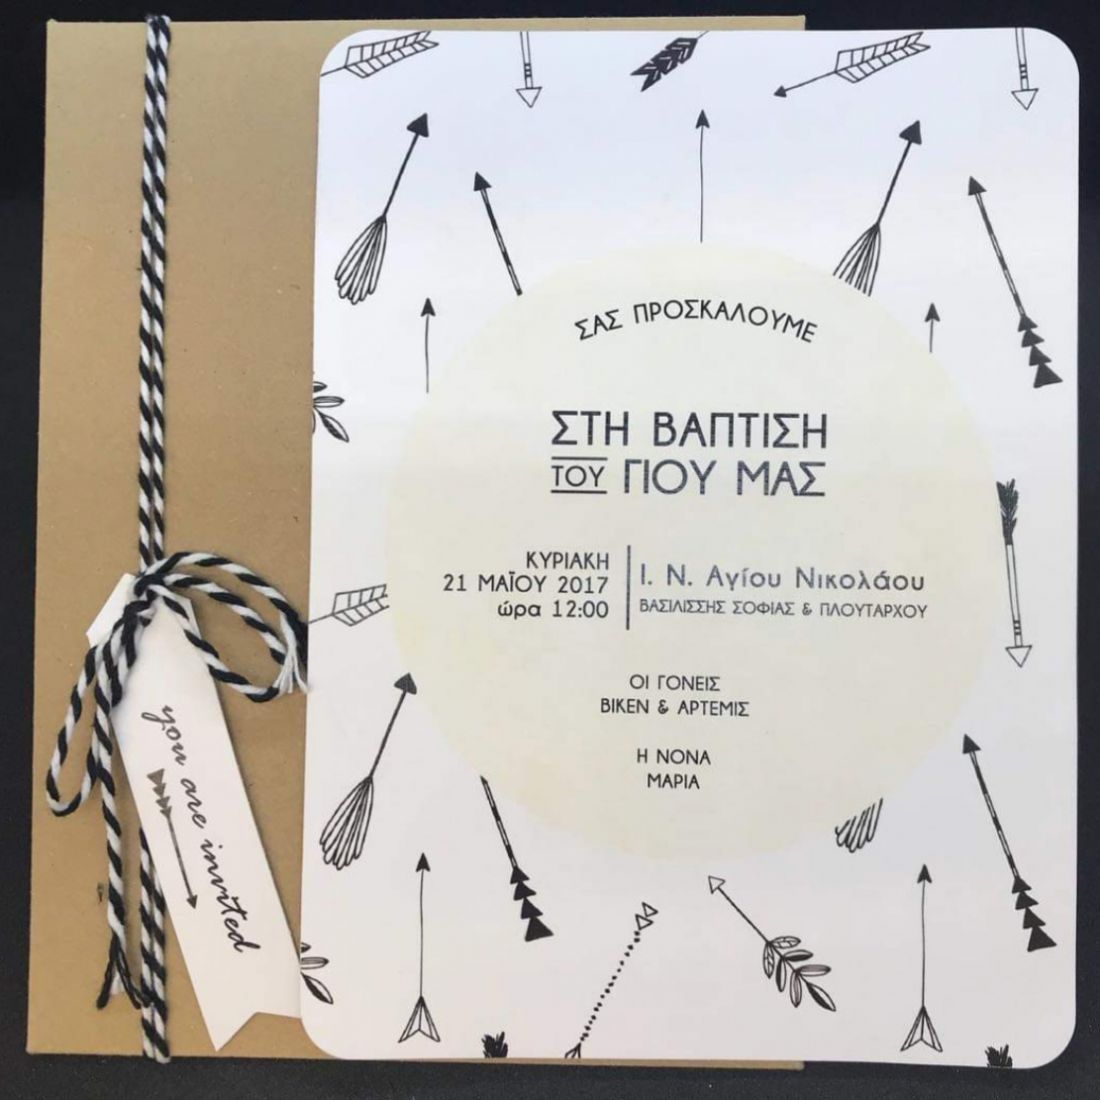 ΣΑΣ ΠΡΟΣΚΑΛΟΥΜΕ
ΣΤΗ ΒΑΠΤΙΣΗ
ΤΟΥ ΓΙΟΥ ΜΑΣ
ΚΥΡΙΑΚΗ
21 ΜΑΪΟΥ 2017
ώρα 12:00
Ι. Ν. Αγίου Νικολάου
ΒΑΣΙΛΙΣΣΗΣ ΣΟΦΙΑΣ & ΠΛΟΥΤΑΡΧΟΥ
ΟΙ ΓΟΝΕΙΣ
ΒΙΚΕΝ & ΑΡΤΕΜΙΣ
Η ΝΟΝΑ
ΜΑΡΙΑ
you are invited